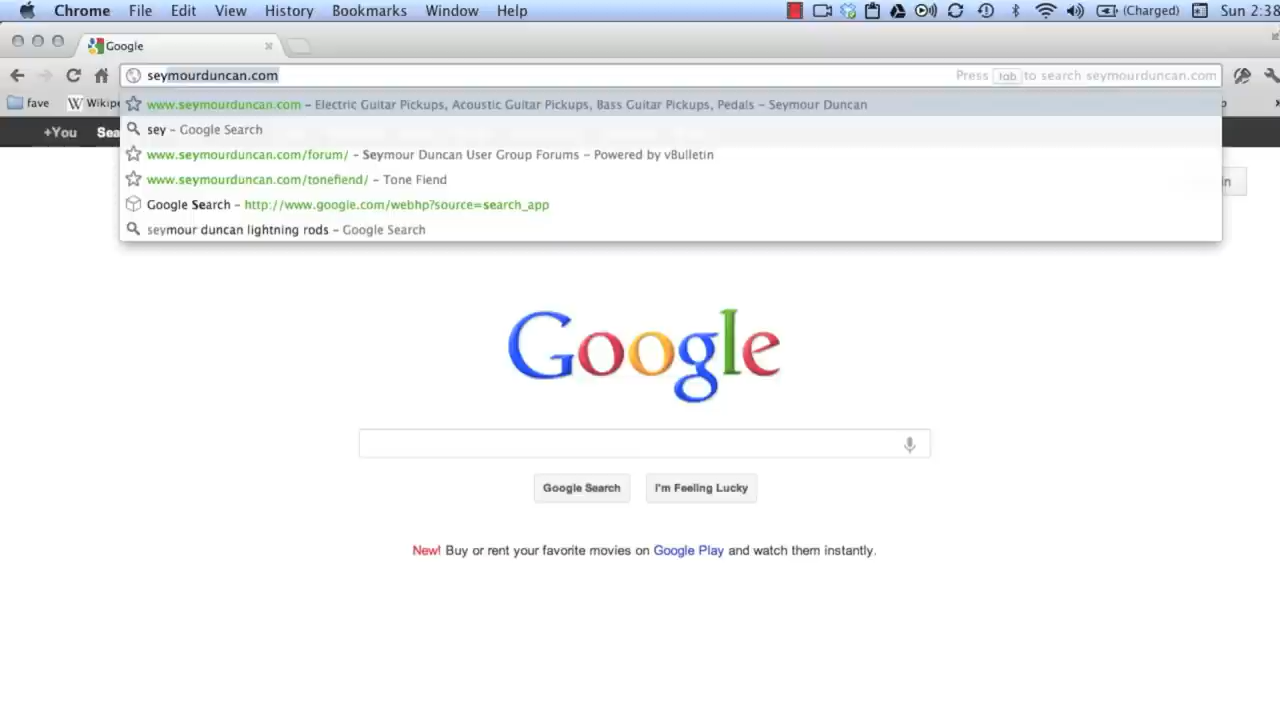 Chrome File Edit View History Bookmarks Window Help (Charged) Sun 2:38
Google
seymourduncan.com Press tab to search seymourduncan.com
fave Wikipe
www.seymourduncan.com – Electric Guitar Pickups, Acoustic Guitar Pickups, Bass Guitar Pickups, Pedals – Seymour Duncan
+You Sea
sey – Google Search
www.seymourduncan.com/forum/ – Seymour Duncan User Group Forums – Powered by vBulletin
www.seymourduncan.com/tonefiend/ – Tone Fiend
in
Google Search – http://www.google.com/webhp?source=search_app
seymour duncan lightning rods – Google Search
Google
Google Search I'm Feeling Lucky
New! Buy or rent your favorite movies on Google Play and watch them instantly.